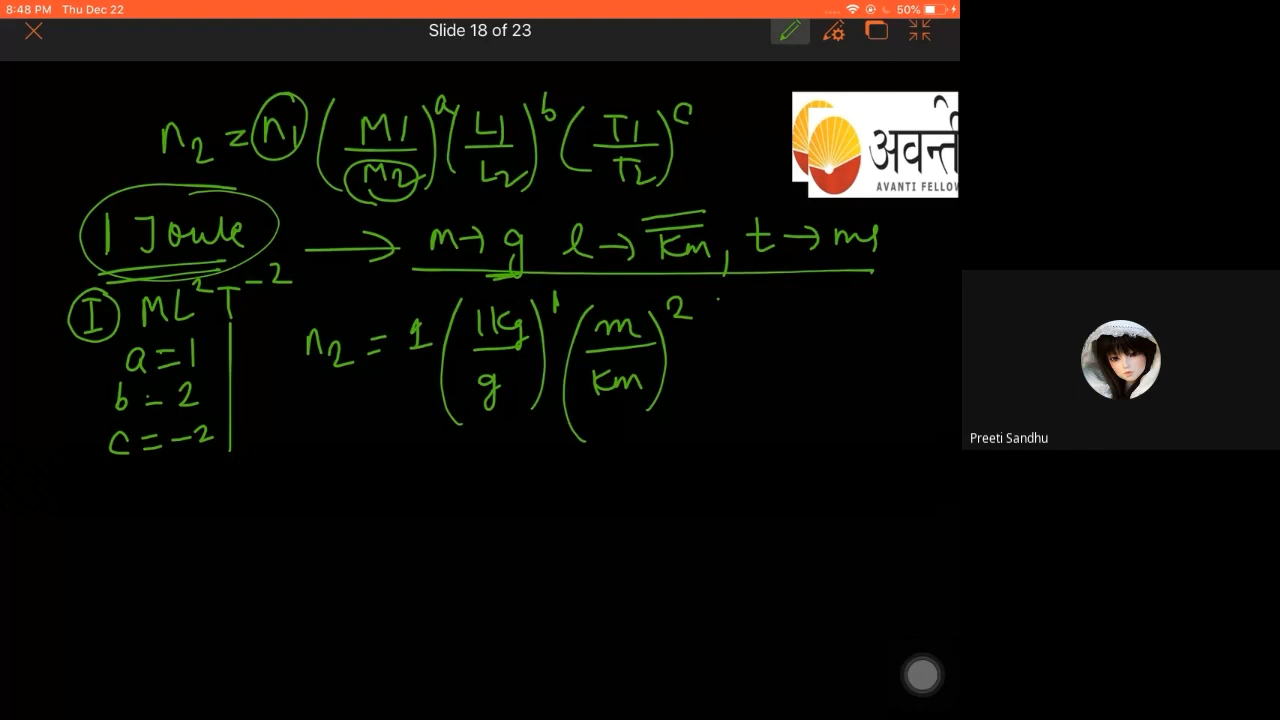 8:48 PM Thu Dec 22
50%
Slide 18 of 23
n₂ = n₁ (M1/M2)ᵃ (L1/L2)ᵇ (T1/T2)ᶜ
अवन्ती
AVANTI FELLOW
1 Joule → m → g l → Km, t → ms
I ML²T⁻²
a = 1
b = 2
c = -2
n₂ = 1 (1Kg/g)¹ (m/Km)²
Preeti Sandhu